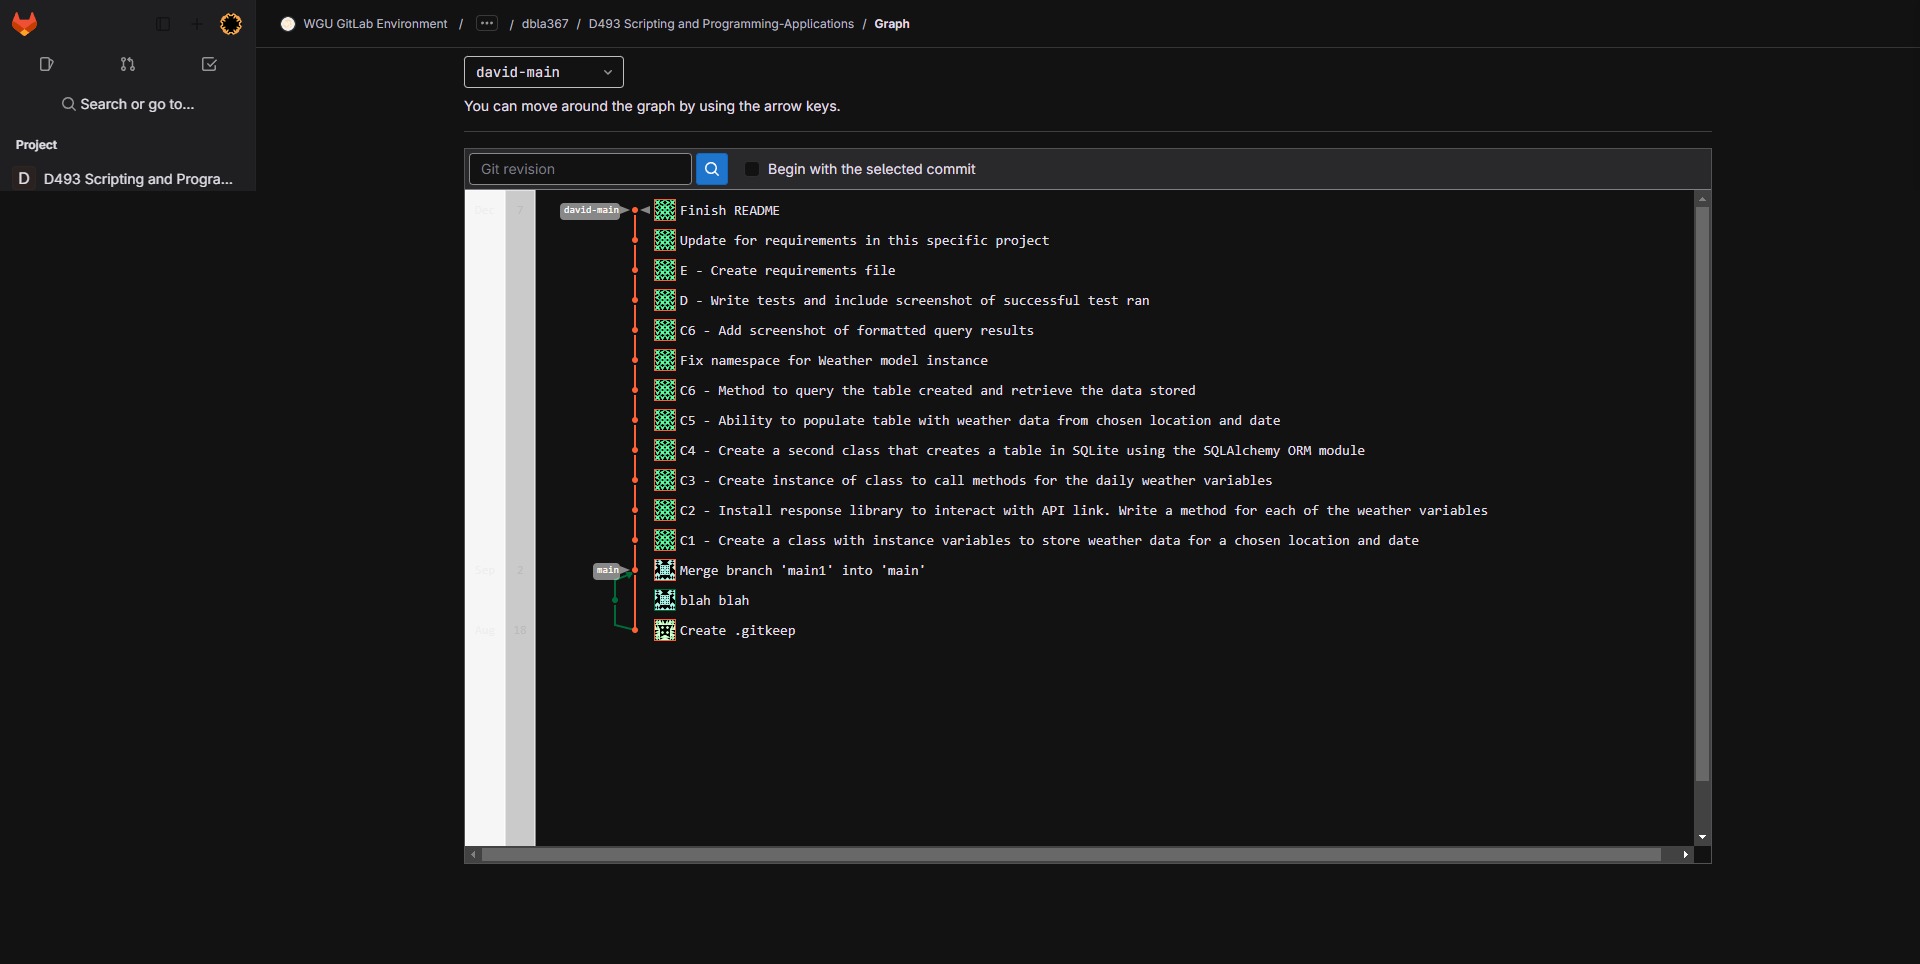 WGU GitLab Environment / ... / dbla367 / D493 Scripting and Programming-Applications / Graph
david-main
Search or go to...
You can move around the graph by using the arrow keys.
Project
D D493 Scripting and Progra...
Git revision
Begin with the selected commit
Dec 7 david-main Finish README
Update for requirements in this specific project
E - Create requirements file
D - Write tests and include screenshot of successful test ran
C6 - Add screenshot of formatted query results
Fix namespace for Weather model instance
C6 - Method to query the table created and retrieve the data stored
C5 - Ability to populate table with weather data from chosen location and date
C4 - Create a second class that creates a table in SQLite using the SQLAlchemy ORM module
C3 - Create instance of class to call methods for the daily weather variables
C2 - Install response library to interact with API link. Write a method for each of the weather variables
C1 - Create a class with instance variables to store weather data for a chosen location and date
Sep 2 main Merge branch 'main1' into 'main'
blah blah
Aug 18 Create .gitkeep